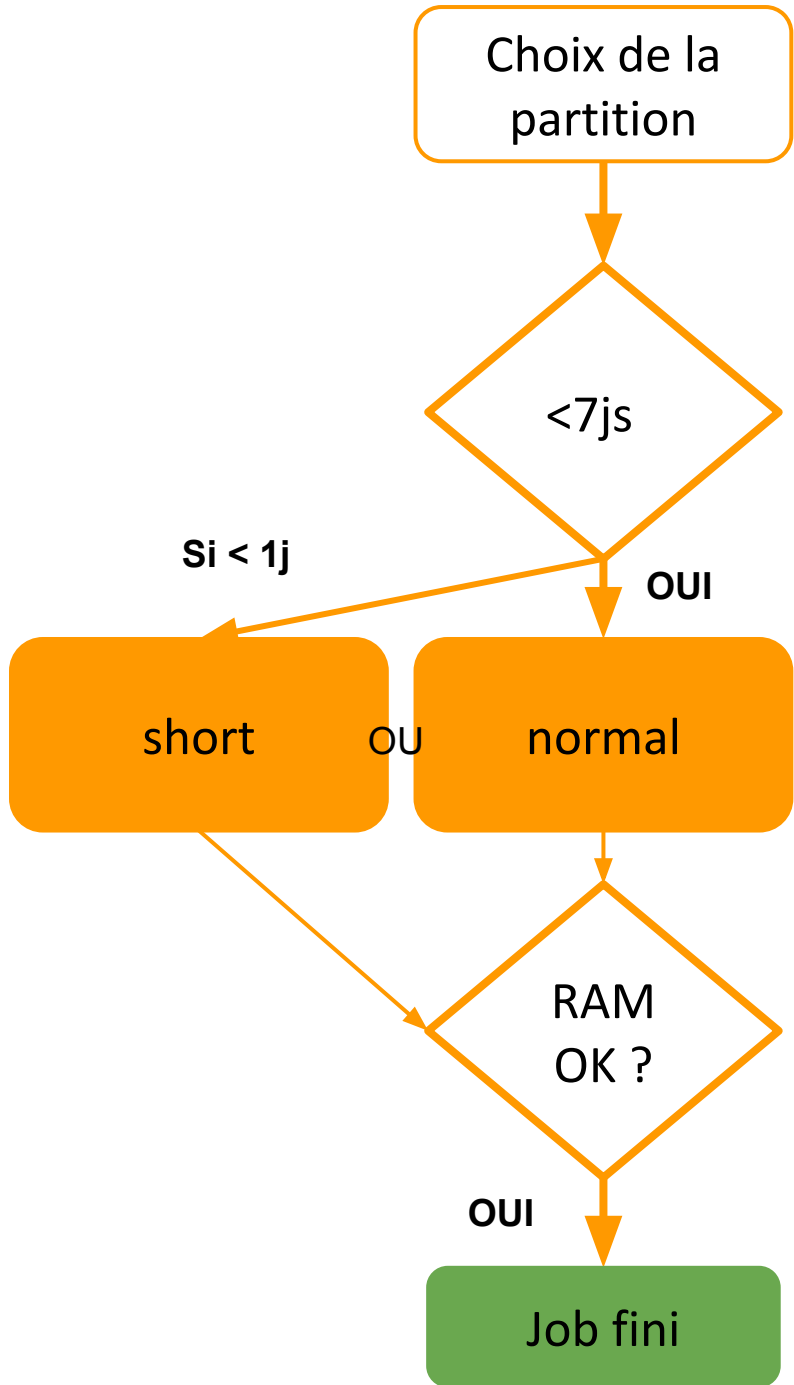 Choix de la
partition
<7js
Si < 1j
OUI
short
OU
normal
RAM
OK ?
OUI
Job fini